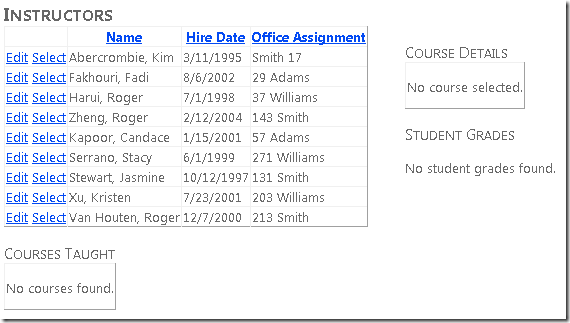 Instructors
Name Hire Date Office Assignment
Edit Select Abercrombie, Kim 3/11/1995 Smith 17
Edit Select Fakhouri, Fadi 8/6/2002 29 Adams
Edit Select Harui, Roger 7/1/1998 37 Williams
Edit Select Zheng, Roger 2/12/2004 143 Smith
Edit Select Kapoor, Candace 1/15/2001 57 Adams
Edit Select Serrano, Stacy 6/1/1999 271 Williams
Edit Select Stewart, Jasmine 10/12/1997 131 Smith
Edit Select Xu, Kristen 7/23/2001 203 Williams
Edit Select Van Houten, Roger 12/7/2000 213 Smith
Courses Taught
No courses found.
Course Details
No course selected.
Student Grades
No student grades found.